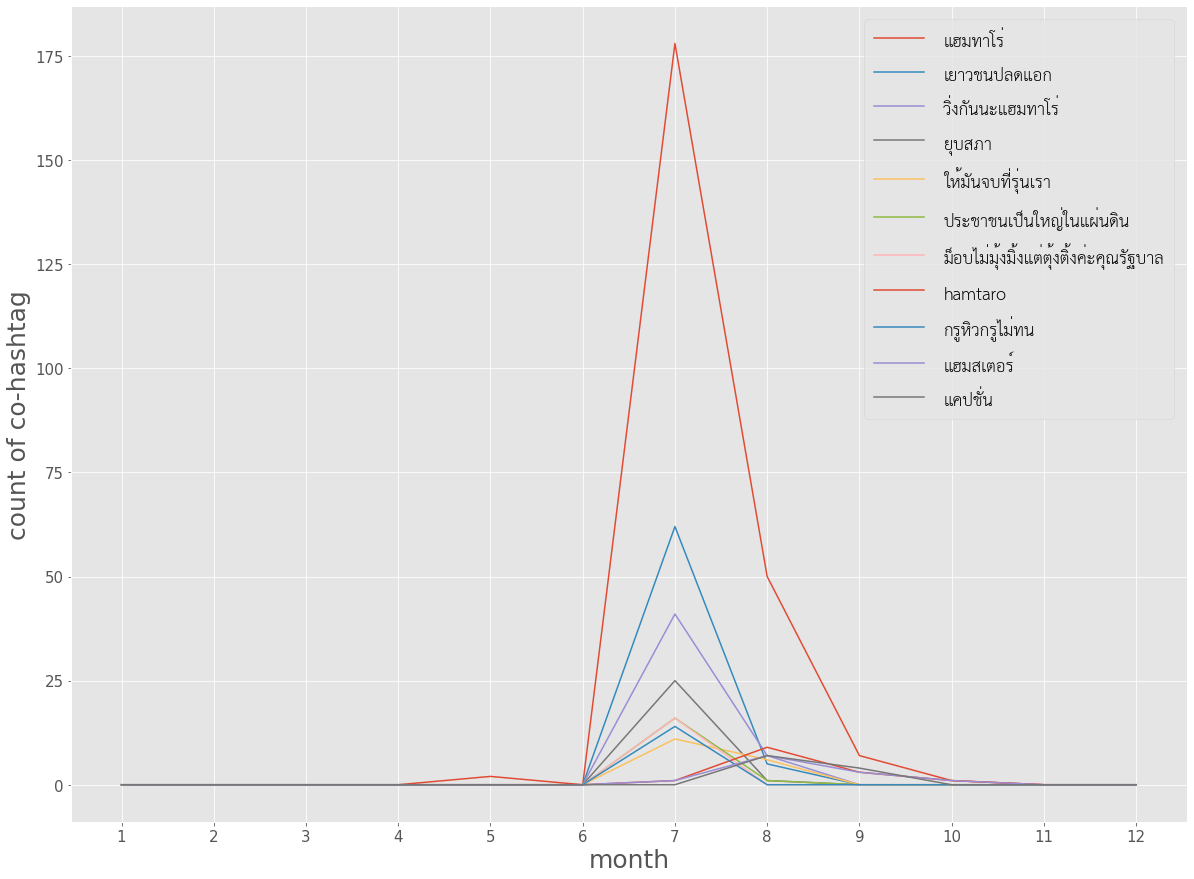 175
150
125
100
75
50
25
0
count of co-hashtag
1 2 3 4 5 6 7 8 9 10 11 12
month
แฮมทาโร่
เยาวชนปลดแอก
วิ่งกันนะแฮมทาโร่
ยุบสภา
ให้มันจบที่รุ่นเรา
ประชาชนเป็นใหญ่ในแผ่นดิน
ม็อบไม่มุ้งมิ้งแต่ตุ้งติ้งค่ะคุณรัฐบาล
hamtaro
กรูหิวกรูไม่ทน
แฮมสเตอร์
แคปชั่น